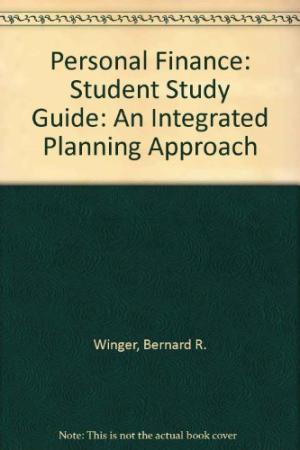 Personal Finance:
Student Study
Guide: An Integrated
Planning Approach
Winger, Bernard R.
Note: This is not the actual book cover